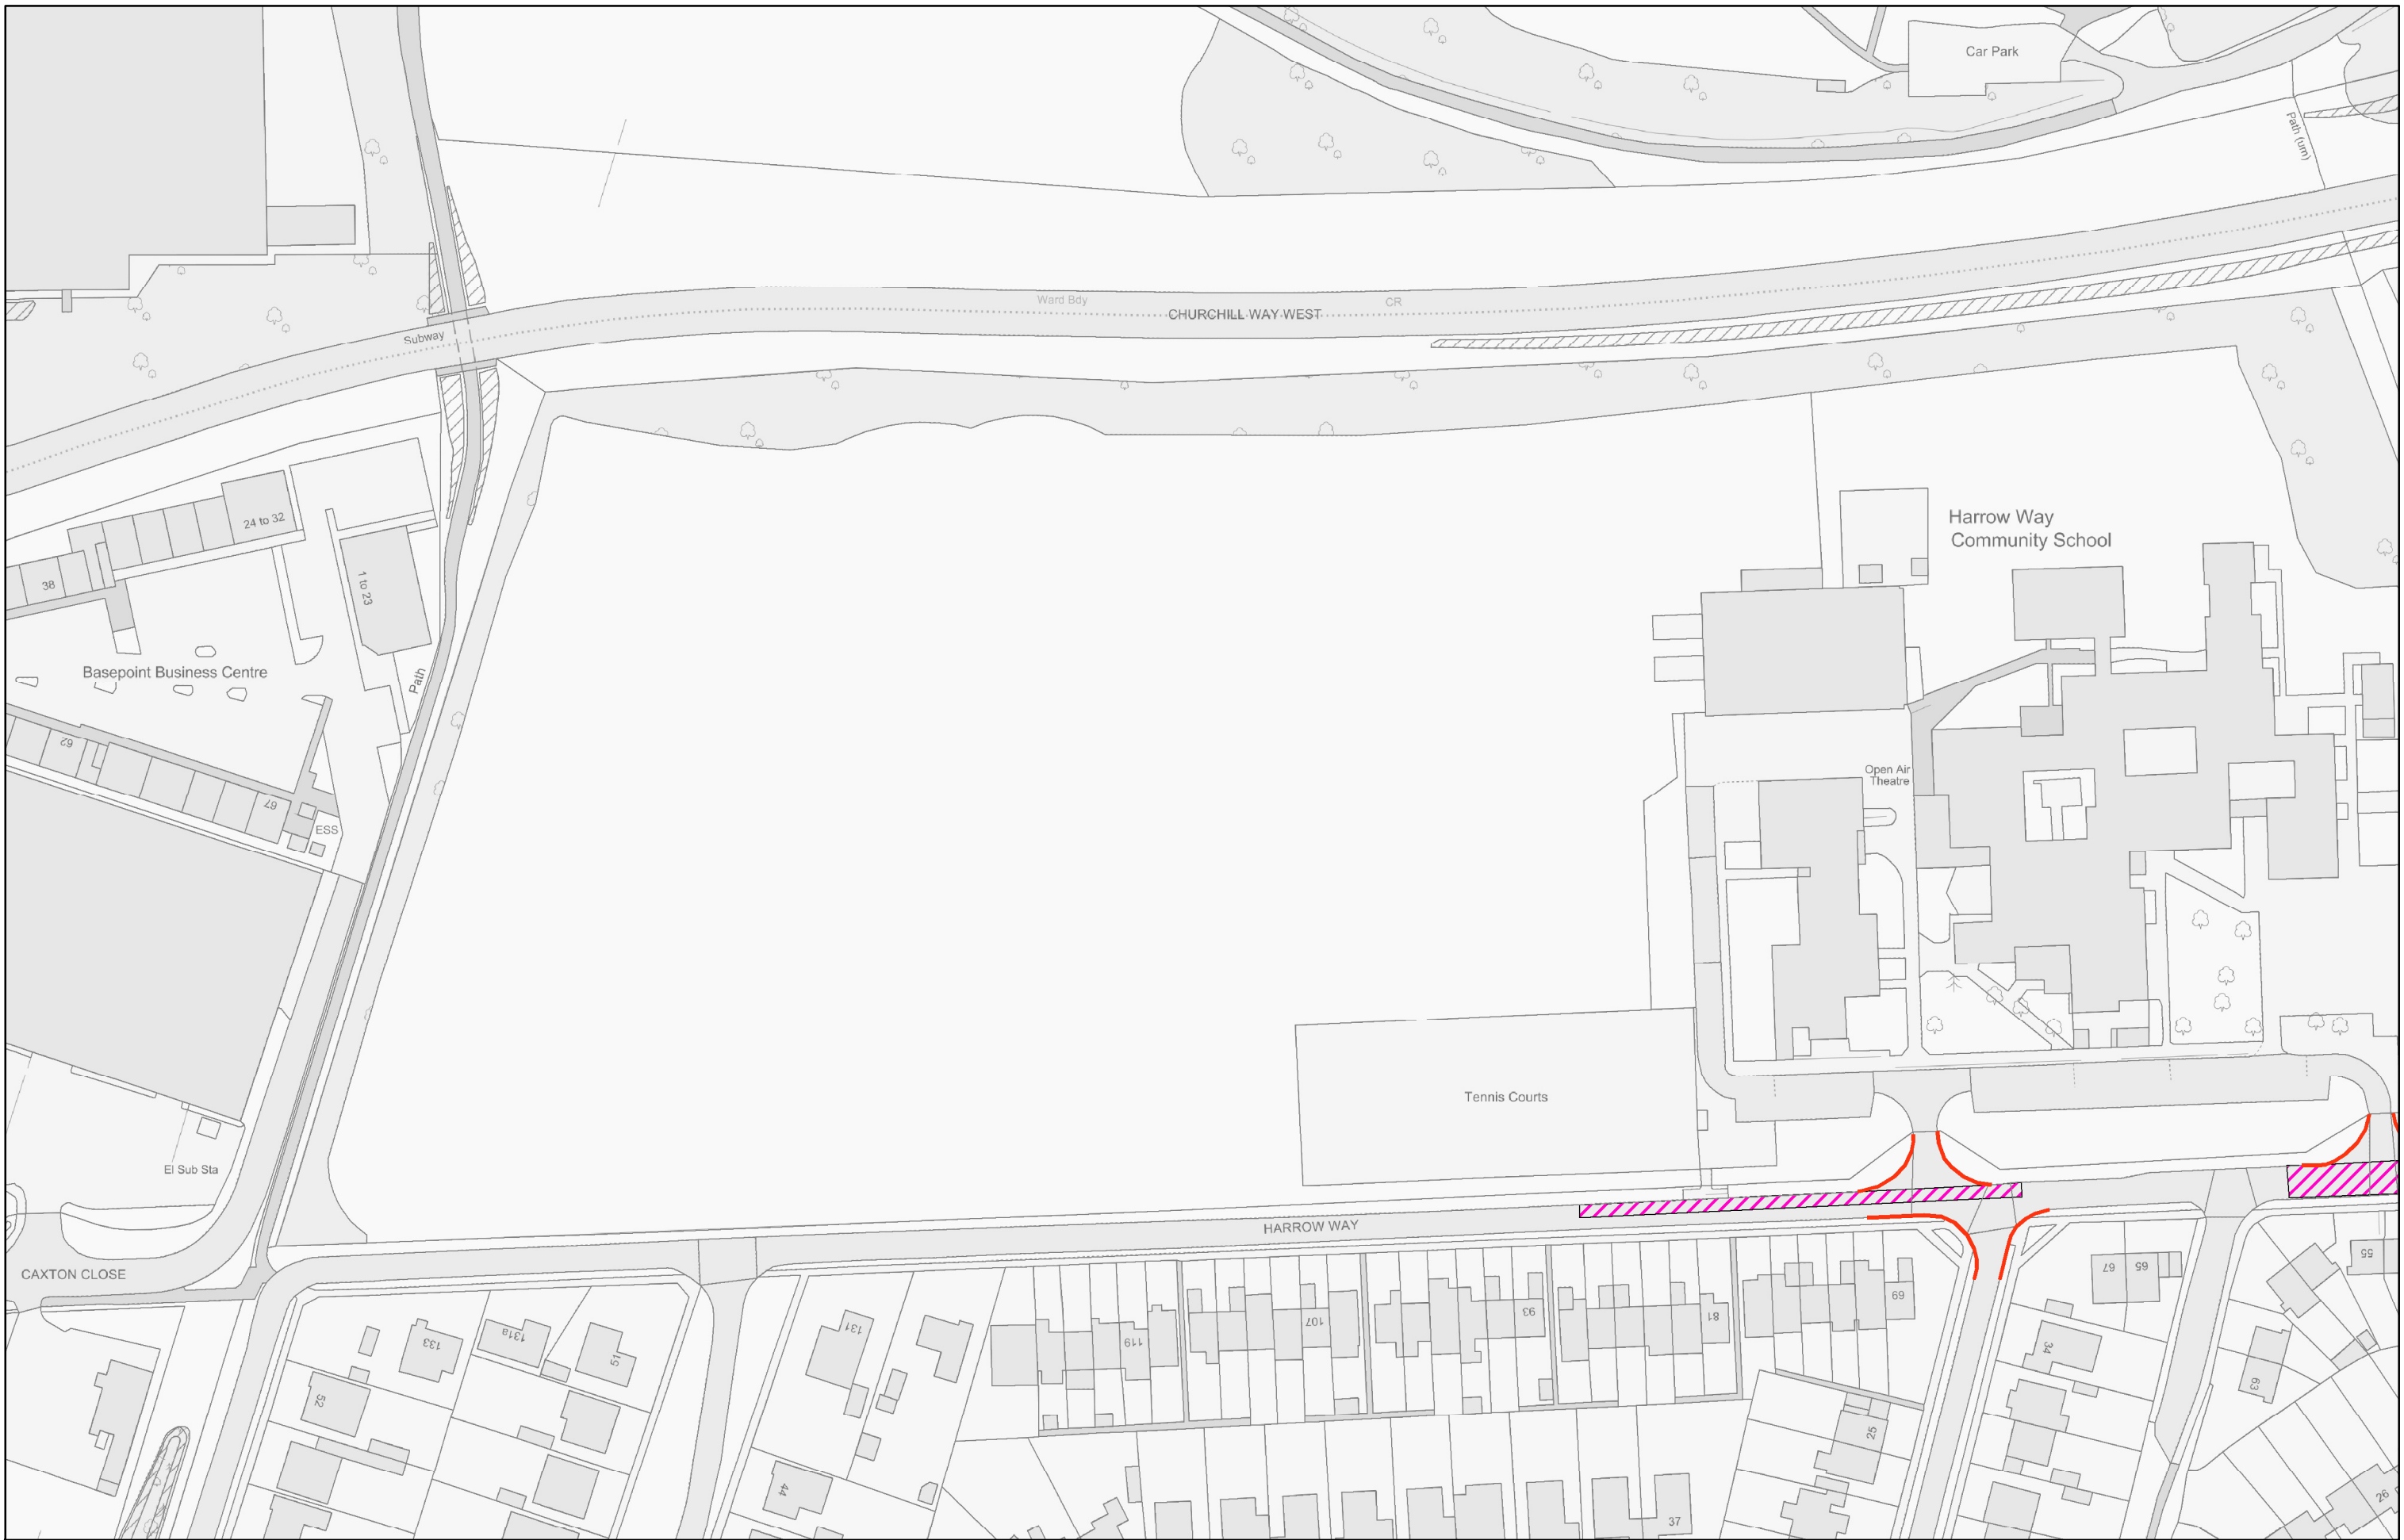 Car Park
Path (um)
Ward Bdy
CR
CHURCHILL WAY WEST
Subway
24 to 32
38
1 to 23
Harrow Way
Community School
Basepoint Business Centre
Path
62
67
ESS
Open Air
Theatre
Tennis Courts
El Sub Sta
HARROW WAY
CAXTON CLOSE
133
131a
51
131
119
107
93
81
69
67
65
55
52
44
34
63
25
37
26